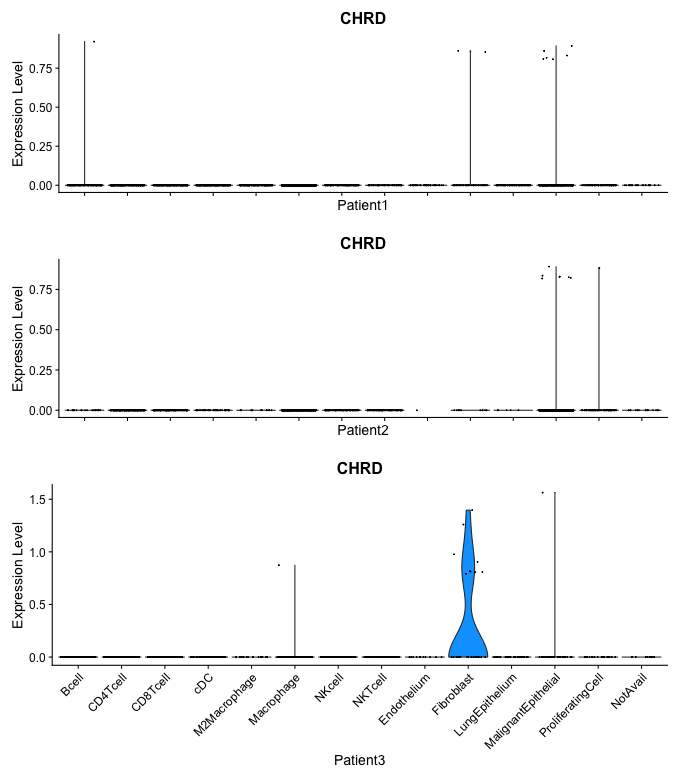 CHRD
Expression Level
0.75
0.50
0.25
0.00
Patient1
CHRD
Expression Level
0.75
0.50
0.25
0.00
Patient2
CHRD
Expression Level
1.5
1.0
0.5
0.0
Bcell
CD4Tcell
CD8Tcell
cDC
M2Macrophage
Macrophage
NKcell
NKTcell
Endothelium
Fibroblast
LungEpithelium
MalignantEpithelial
ProliferatingCell
NotAvail
Patient3